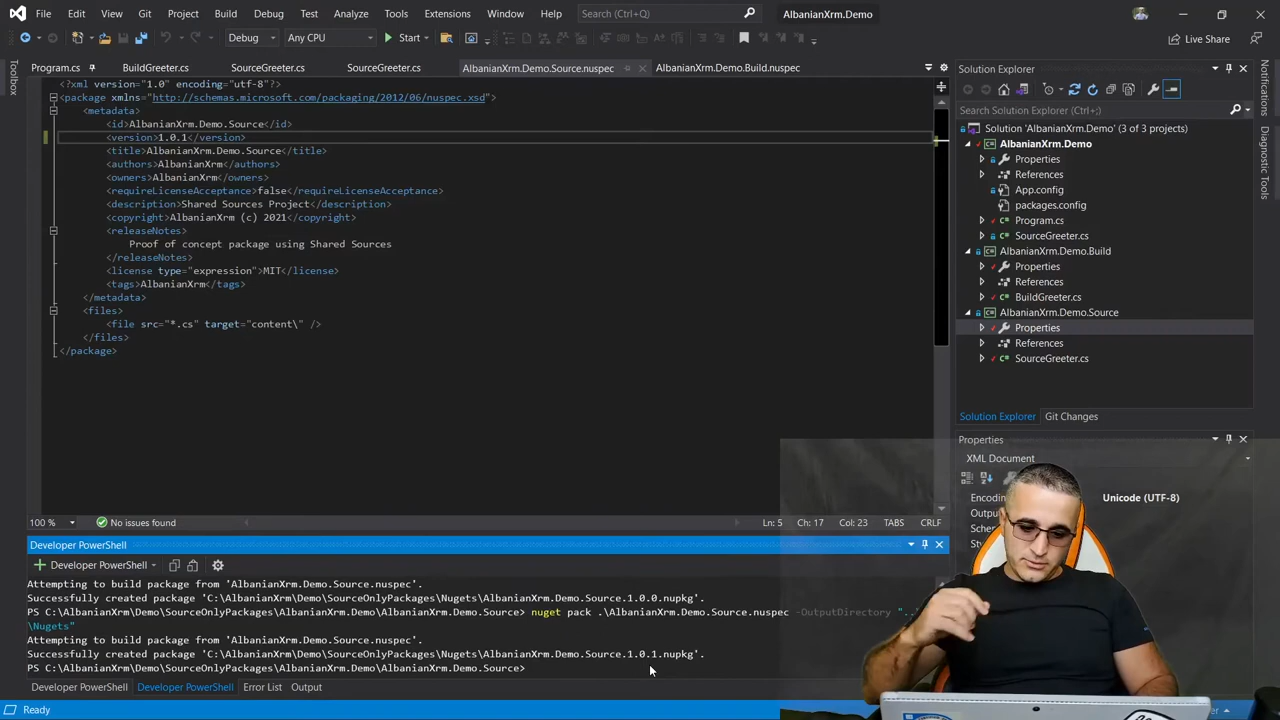 File Edit View Git Project Build Debug Test Analyze Tools Extensions Window Help Search (Ctrl+Q) AlbanianXrm.Demo
Debug Any CPU Start Live Share
Toolbox
Program.cs BuildGreeter.cs SourceGreeter.cs SourceGreeter.cs AlbanianXrm.Demo.Source.nuspec AlbanianXrm.Demo.Build.nuspec
<?xml version="1.0" encoding="utf-8"?>
<package xmlns="http://schemas.microsoft.com/packaging/2012/06/nuspec.xsd">
<metadata>
<id>AlbanianXrm.Demo.Source</id>
<version>1.0.1</version>
<title>AlbanianXrm.Demo.Source</title>
<authors>AlbanianXrm</authors>
<owners>AlbanianXrm</owners>
<requireLicenseAcceptance>false</requireLicenseAcceptance>
<description>Shared Sources Project</description>
<copyright>AlbanianXrm (c) 2021</copyright>
<releaseNotes>
Proof of concept package using Shared Sources
</releaseNotes>
<license type="expression">MIT</license>
<tags>AlbanianXrm</tags>
</metadata>
<files>
<file src="*.cs" target="content\" />
</files>
</package>
100 % No issues found Ln: 5 Ch: 17 Col: 23 TABS CRLF
Developer PowerShell
Developer PowerShell
Attempting to build package from 'AlbanianXrm.Demo.Source.nuspec'.
Successfully created package 'C:\AlbanianXrm\Demo\SourceOnlyPackages\Nugets\AlbanianXrm.Demo.Source.1.0.0.nupkg'.
PS C:\AlbanianXrm\Demo\SourceOnlyPackages\AlbanianXrm.Demo\AlbanianXrm.Demo.Source> nuget pack .\AlbanianXrm.Demo.Source.nuspec -OutputDirectory "..
\Nugets"
Attempting to build package from 'AlbanianXrm.Demo.Source.nuspec'.
Successfully created package 'C:\AlbanianXrm\Demo\SourceOnlyPackages\Nugets\AlbanianXrm.Demo.Source.1.0.1.nupkg'.
PS C:\AlbanianXrm\Demo\SourceOnlyPackages\AlbanianXrm.Demo\AlbanianXrm.Demo.Source>
Developer PowerShell Developer PowerShell Error List Output
Ready
Solution Explorer
Search Solution Explorer (Ctrl+;)
Solution 'AlbanianXrm.Demo' (3 of 3 projects)
AlbanianXrm.Demo
Properties
References
App.config
packages.config
Program.cs
SourceGreeter.cs
AlbanianXrm.Demo.Build
Properties
References
BuildGreeter.cs
AlbanianXrm.Demo.Source
Properties
References
SourceGreeter.cs
Solution Explorer Git Changes
Properties
XML Document
Encoding Unicode (UTF-8)
Output
Sche
Notifications
Diagnostic Tools